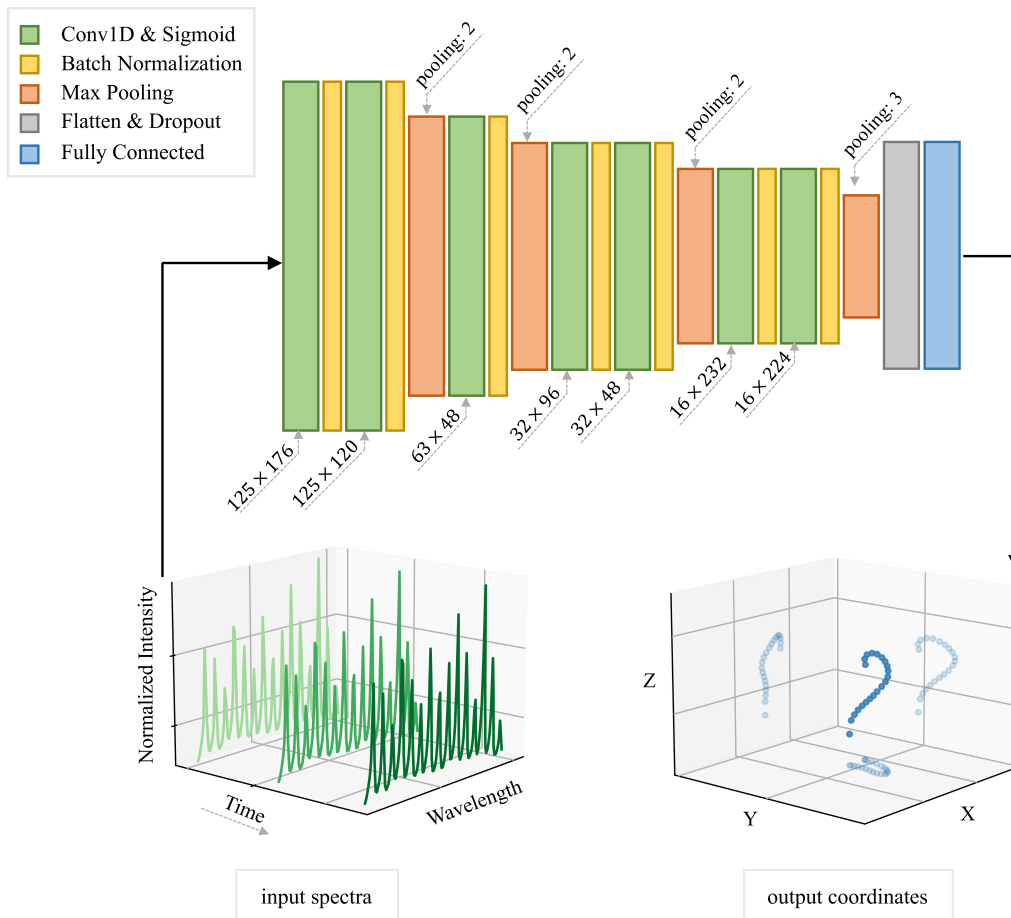 Conv1D & Sigmoid
Batch Normalization
Max Pooling
Flatten & Dropout
Fully Connected
pooling: 2
pooling: 2
pooling: 2
pooling: 3
125 × 176
125 × 120
63 × 48
32 × 96
32 × 48
16 × 232
16 × 224
Normalized Intensity
Time
Wavelength
Z
Y
X
input spectra
output coordinates